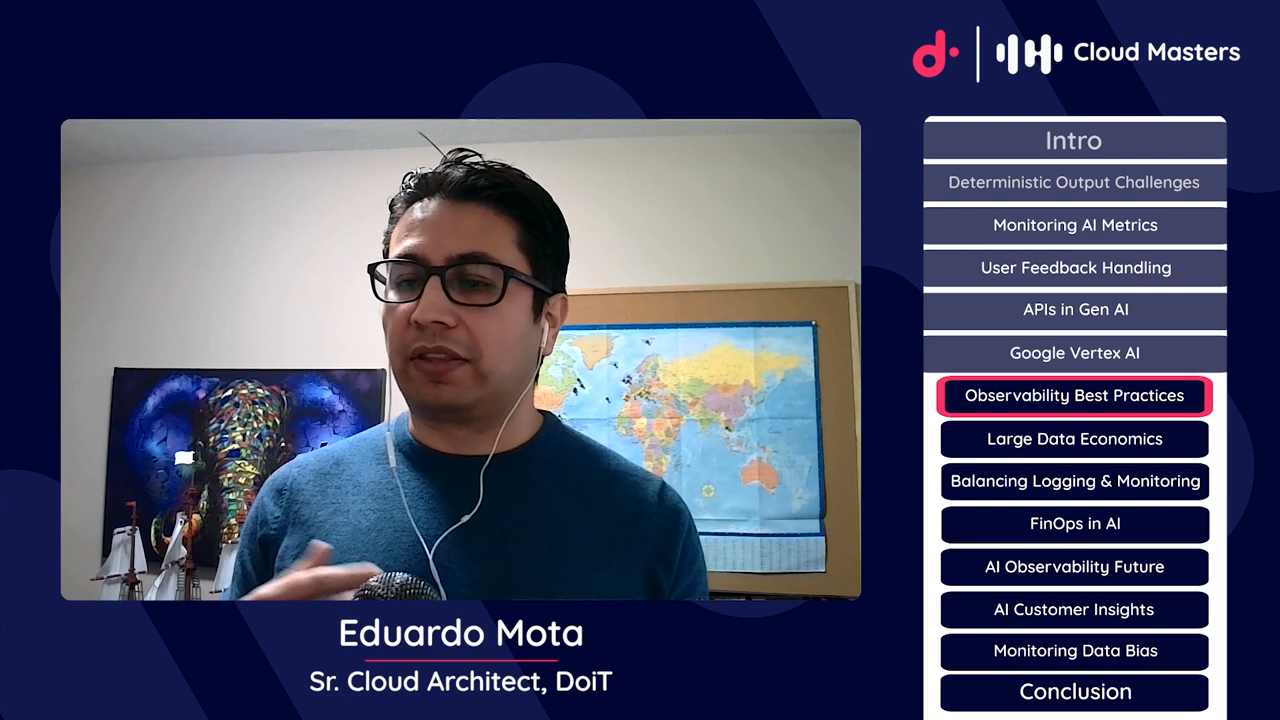 Cloud Masters
Intro
Deterministic Output Challenges
Monitoring AI Metrics
User Feedback Handling
APIs in Gen AI
Google Vertex AI
Observability Best Practices
Large Data Economics
Balancing Logging & Monitoring
FinOps in AI
AI Observability Future
AI Customer Insights
Monitoring Data Bias
Conclusion
Eduardo Mota
Sr. Cloud Architect, DoiT